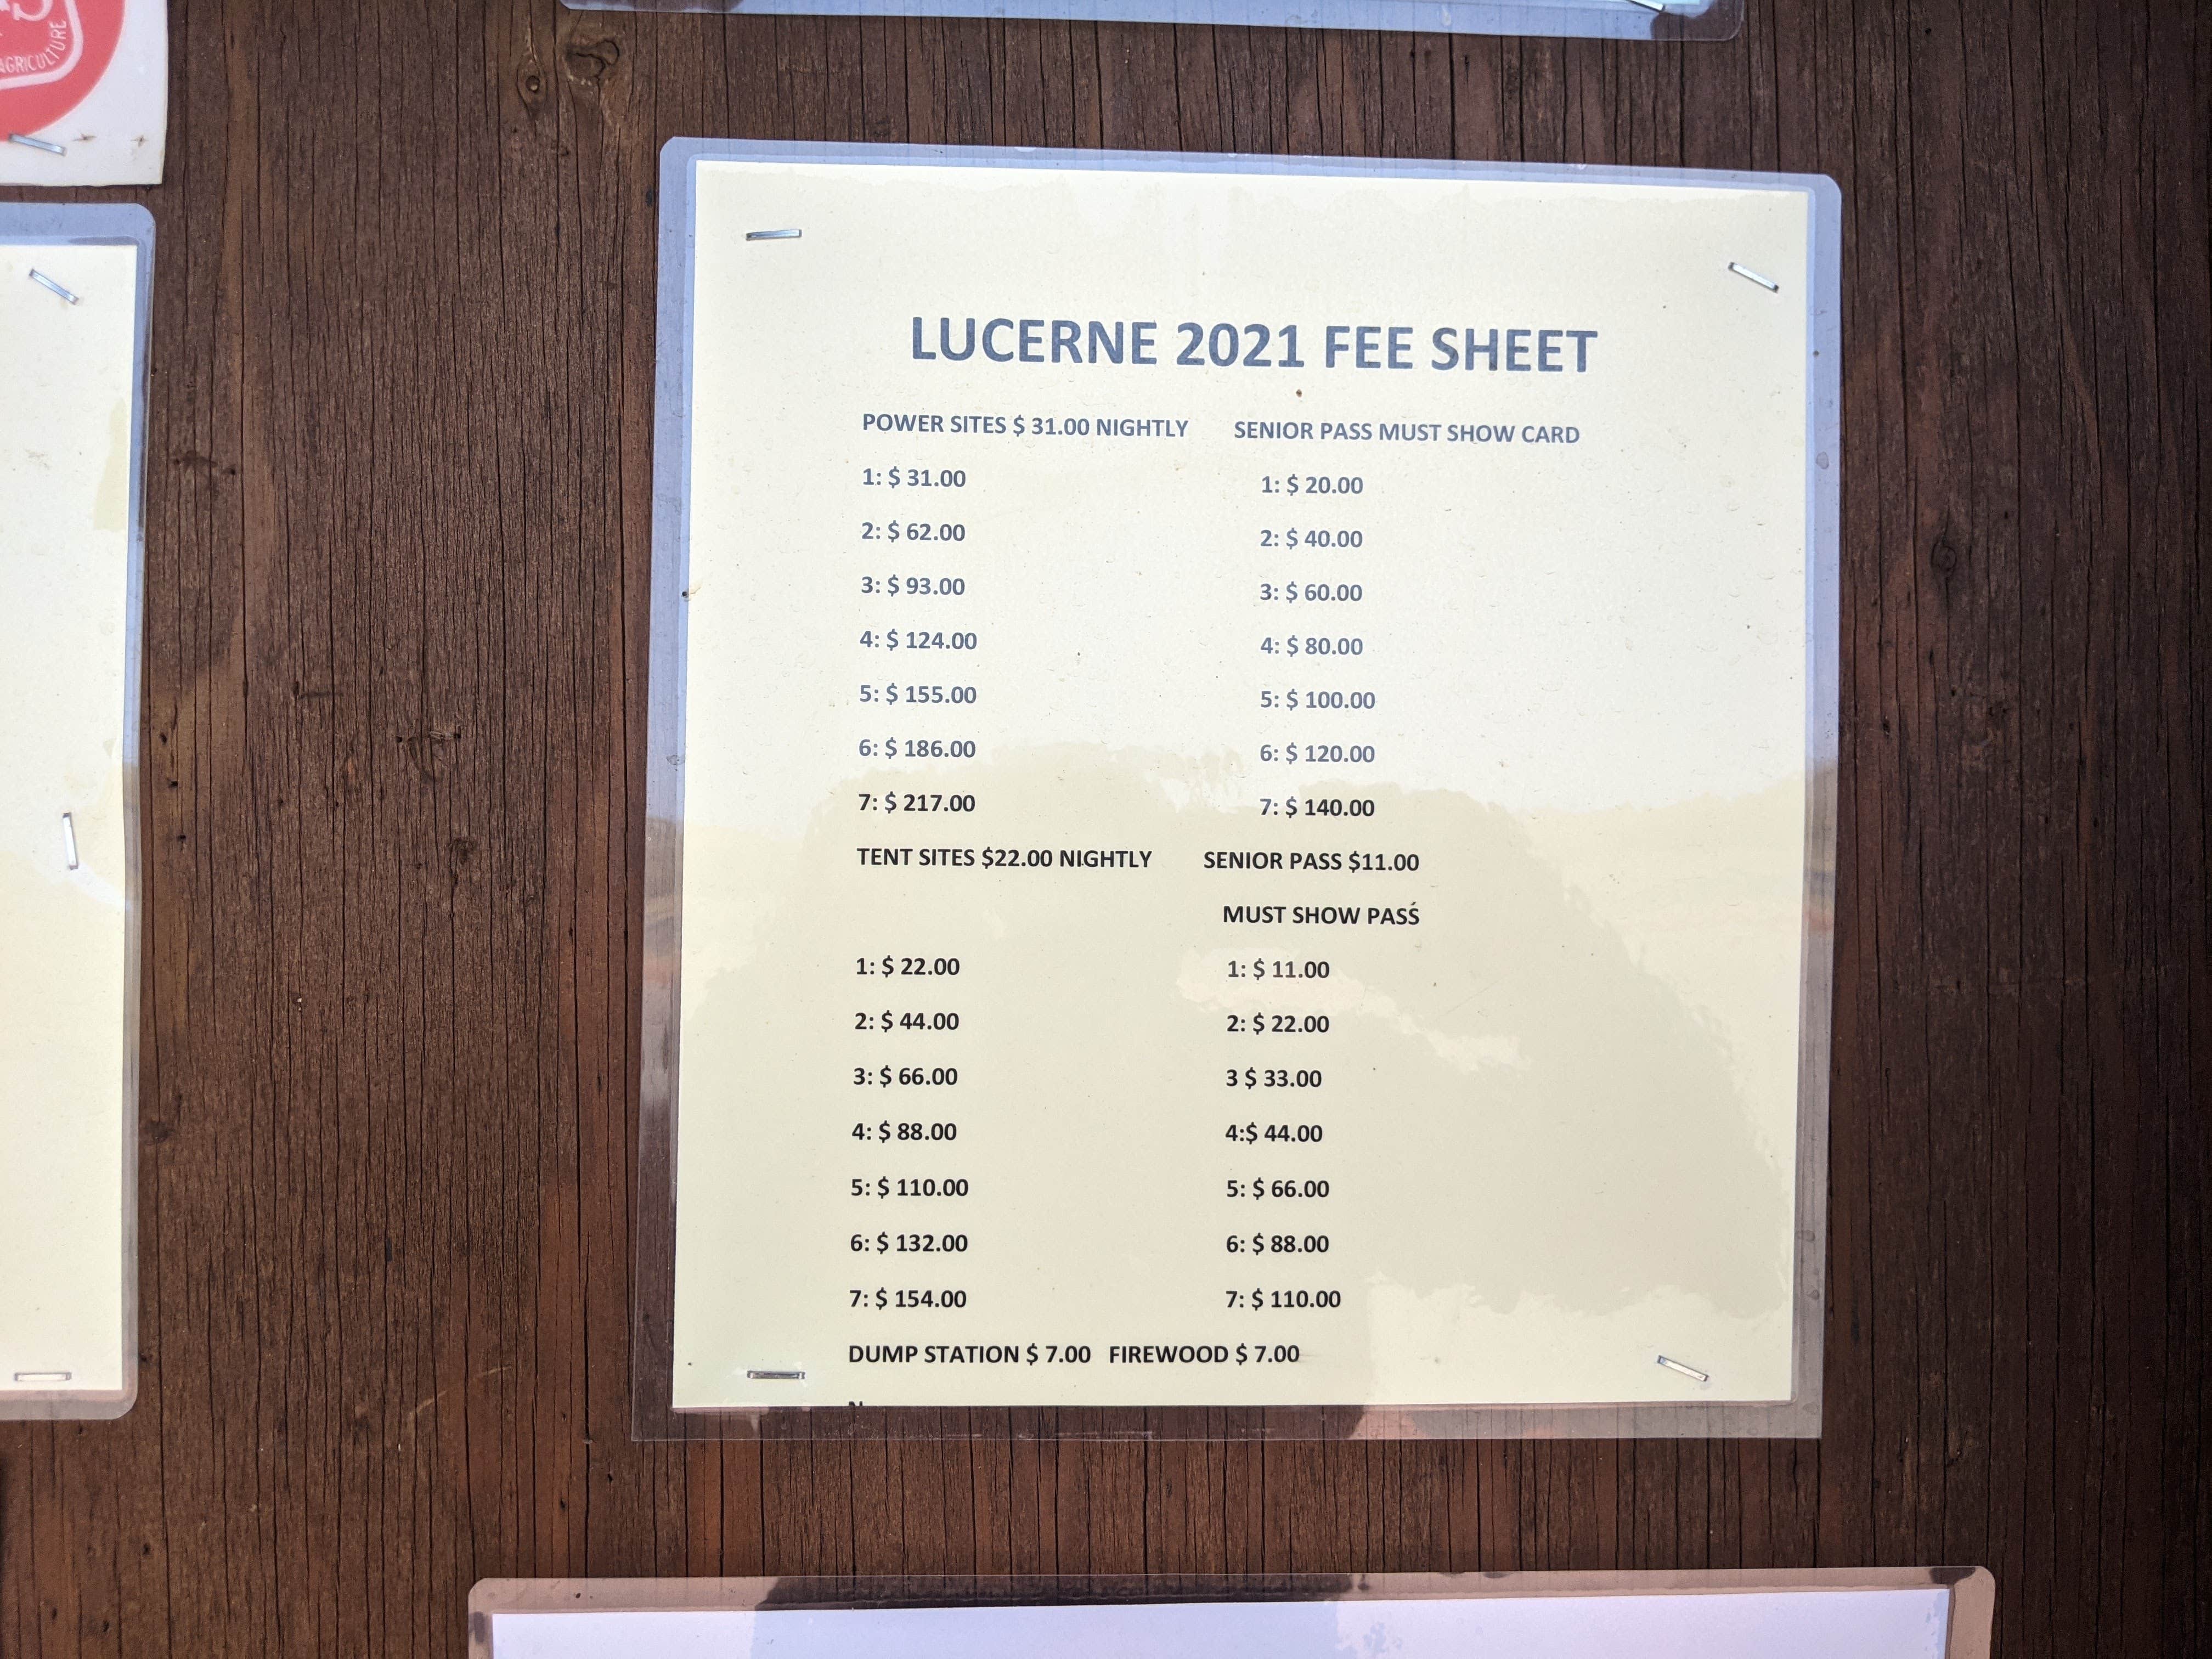 AGRICULTURE
LUCERNE 2021 FEE SHEET
POWER SITES $ 31.00 NIGHTLY SENIOR PASS MUST SHOW CARD
1: $ 31.00 1: $ 20.00
2: $ 62.00 2: $ 40.00
3: $ 93.00 3: $ 60.00
4: $ 124.00 4: $ 80.00
5: $ 155.00 5: $ 100.00
6: $ 186.00 6: $ 120.00
7: $ 217.00 7: $ 140.00
TENT SITES $22.00 NIGHTLY SENIOR PASS $11.00
MUST SHOW PASS
1: $ 22.00 1: $ 11.00
2: $ 44.00 2: $ 22.00
3: $ 66.00 3 $ 33.00
4: $ 88.00 4:$ 44.00
5: $ 110.00 5: $ 66.00
6: $ 132.00 6: $ 88.00
7: $ 154.00 7: $ 110.00
DUMP STATION $ 7.00 FIREWOOD $ 7.00